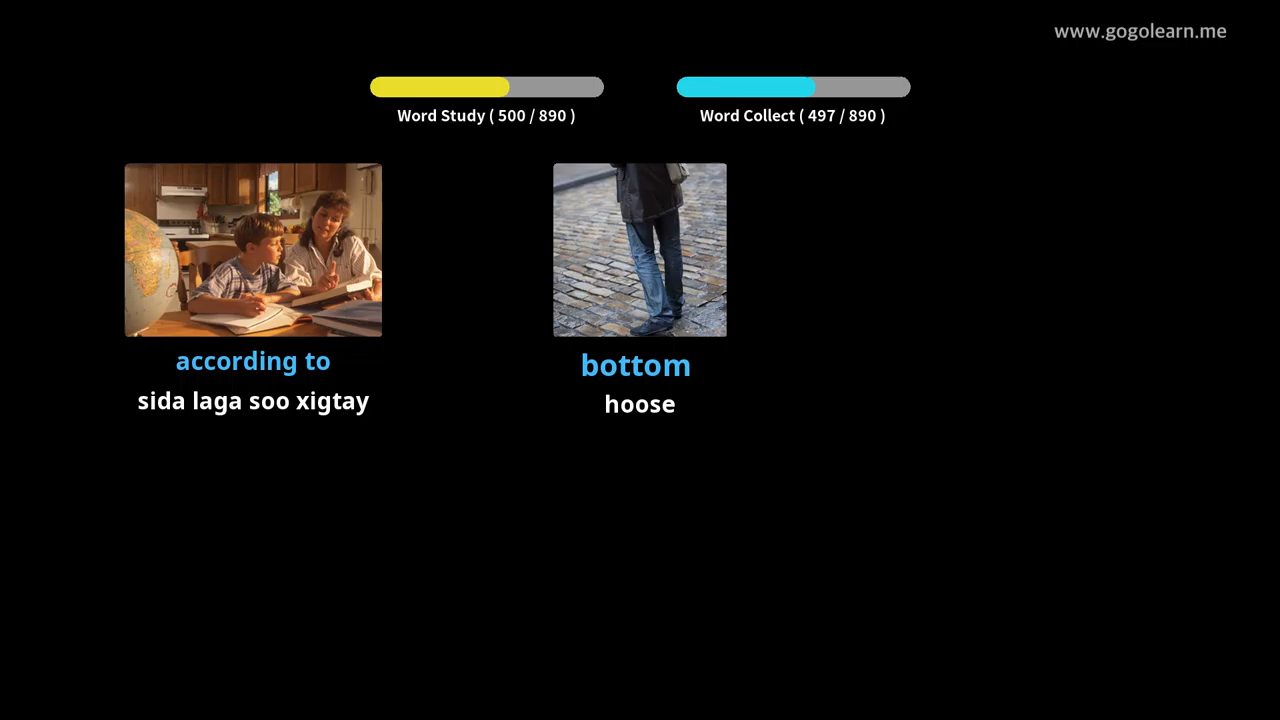 www.gogolearn.me
Word Study ( 500 / 890 )
Word Collect ( 497 / 890 )
according to
sida laga soo xigtay
bottom
hoose